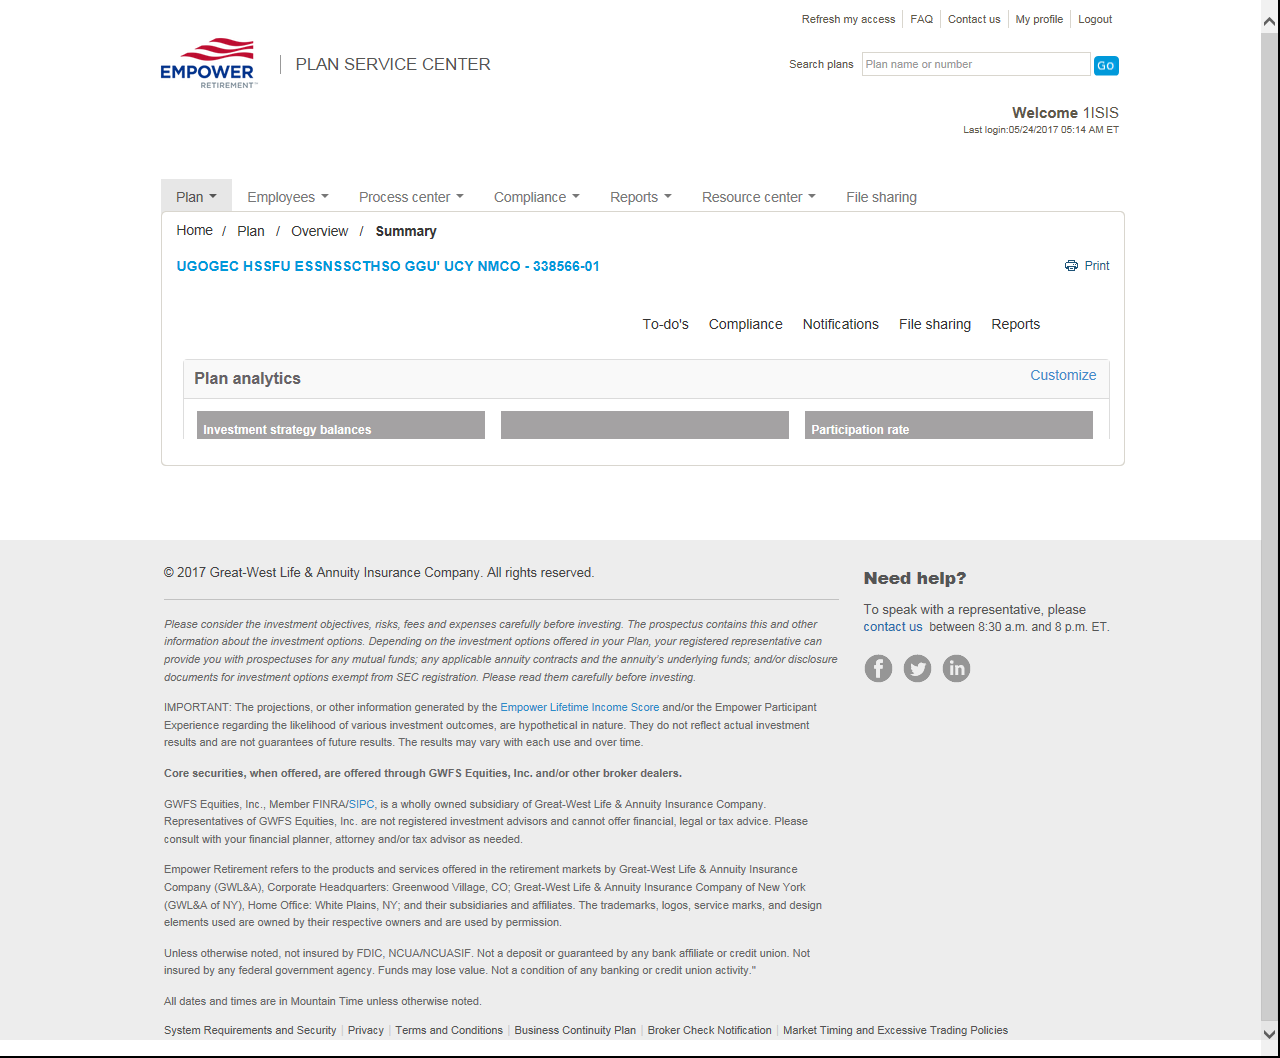 Refresh my access FAQ Contact us My profile Logout
EMPOWER
RETIREMENT™
PLAN SERVICE CENTER
Search plans Plan name or number GO
Welcome 1ISIS
Last login:05/24/2017 05:14 AM ET
Plan Employees Process center Compliance Reports Resource center File sharing
Home / Plan / Overview / Summary
UGOGEC HSSFU ESSNSSCTHSO GGU' UCY NMCO - 338566-01
Print
To-do's Compliance Notifications File sharing Reports
Plan analytics
Customize
Investment strategy balances
Participation rate
© 2017 Great-West Life & Annuity Insurance Company. All rights reserved.
Please consider the investment objectives, risks, fees and expenses carefully before investing. The prospectus contains this and other
information about the investment options. Depending on the investment options offered in your Plan, your registered representative can
provide you with prospectuses for any mutual funds; any applicable annuity contracts and the annuity's underlying funds; and/or disclosure
documents for investment options exempt from SEC registration. Please read them carefully before investing.
IMPORTANT: The projections, or other information generated by the Empower Lifetime Income Score and/or the Empower Participant
Experience regarding the likelihood of various investment outcomes, are hypothetical in nature. They do not reflect actual investment
results and are not guarantees of future results. The results may vary with each use and over time.
Core securities, when offered, are offered through GWFS Equities, Inc. and/or other broker dealers.
GWFS Equities, Inc., Member FINRA/SIPC, is a wholly owned subsidiary of Great-West Life & Annuity Insurance Company.
Representatives of GWFS Equities, Inc. are not registered investment advisors and cannot offer financial, legal or tax advice. Please
consult with your financial planner, attorney and/or tax advisor as needed.
Empower Retirement refers to the products and services offered in the retirement markets by Great-West Life & Annuity Insurance
Company (GWL&A), Corporate Headquarters: Greenwood Village, CO; Great-West Life & Annuity Insurance Company of New York
(GWL&A of NY), Home Office: White Plains, NY; and their subsidiaries and affiliates. The trademarks, logos, service marks, and design
elements used are owned by their respective owners and are used by permission.
Unless otherwise noted, not insured by FDIC, NCUA/NCUASIF. Not a deposit or guaranteed by any bank affiliate or credit union. Not
insured by any federal government agency. Funds may lose value. Not a condition of any banking or credit union activity."
All dates and times are in Mountain Time unless otherwise noted.
System Requirements and Security Privacy Terms and Conditions Business Continuity Plan Broker Check Notification Market Timing and Excessive Trading Policies
Need help?
To speak with a representative, please
contact us between 8:30 a.m. and 8 p.m. ET.